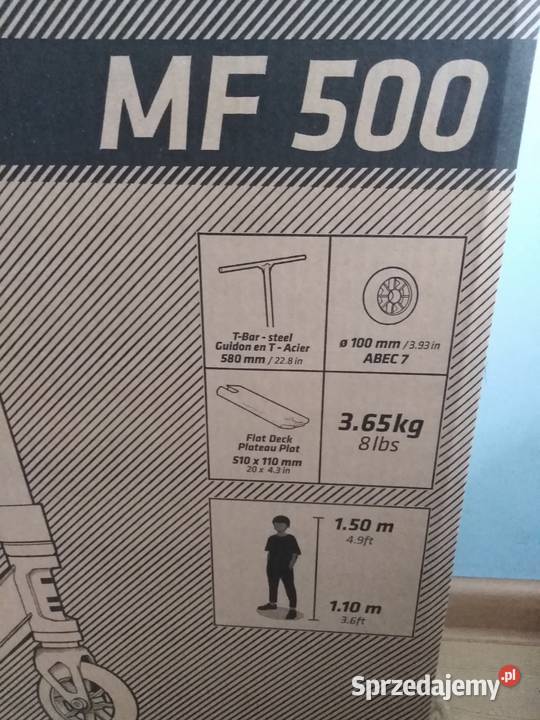 MF 500
T-Bar - steel
Guidon en T - Acier
580 mm / 22.8 in
ø 100 mm / 3.93 in
ABEC 7
Flat Deck
Plateau Plat
510 x 110 mm
20 x 4.3 in
3.65kg
8 lbs
1.50 m
4.9ft
1.10 m
3.6ft
Sprzedajemy.pl